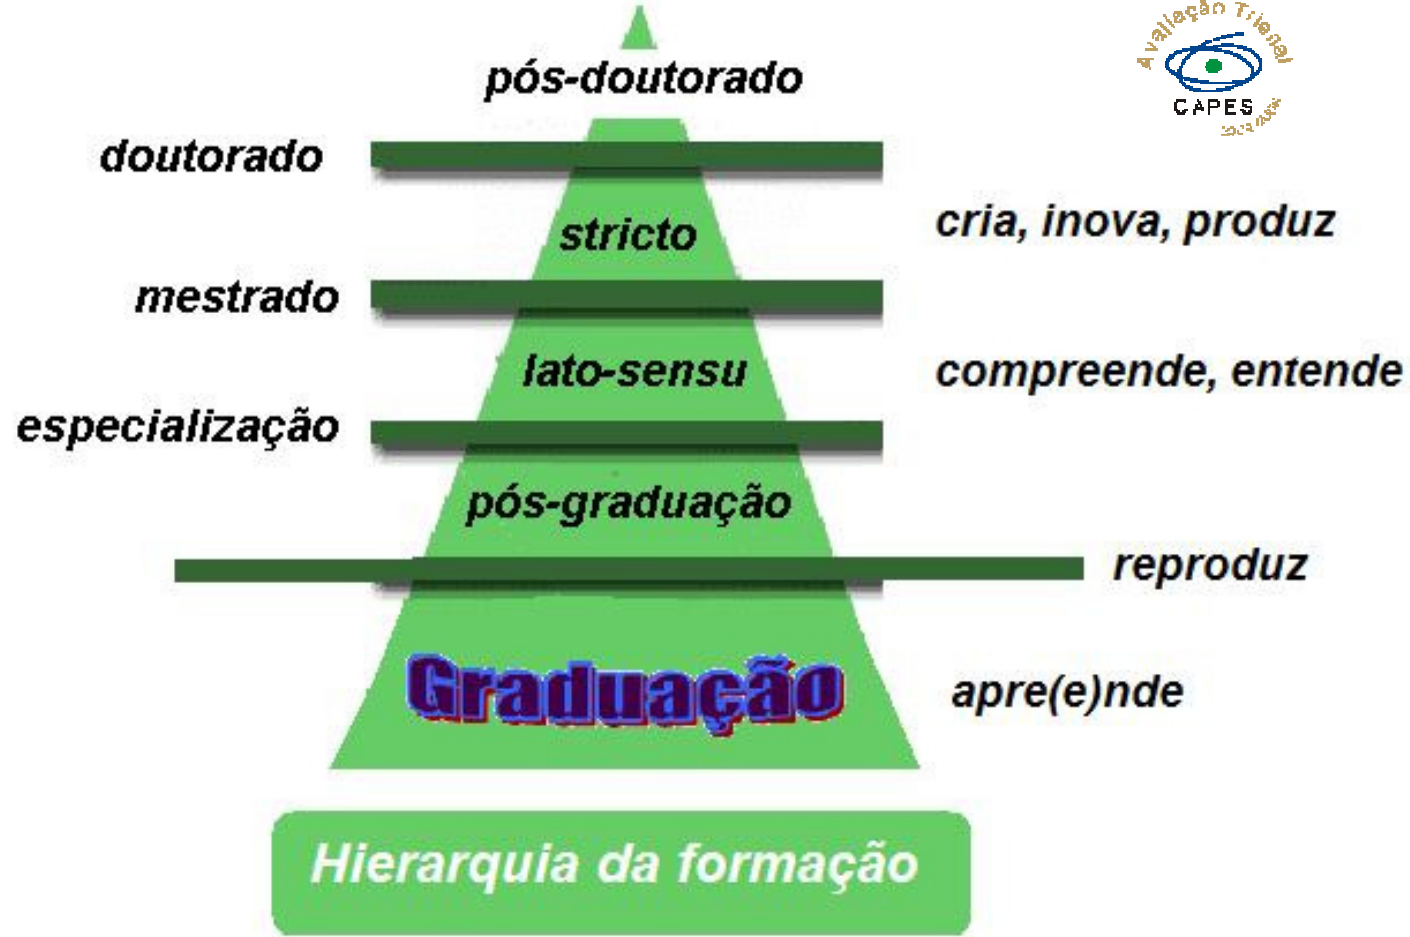 Avaliação Trienal
CAPES
pós-doutorado
doutorado
stricto
cria, inova, produz
mestrado
lato-sensu
compreende, entende
especialização
pós-graduação
reproduz
Graduação
apre(e)nde
Hierarquia da formação